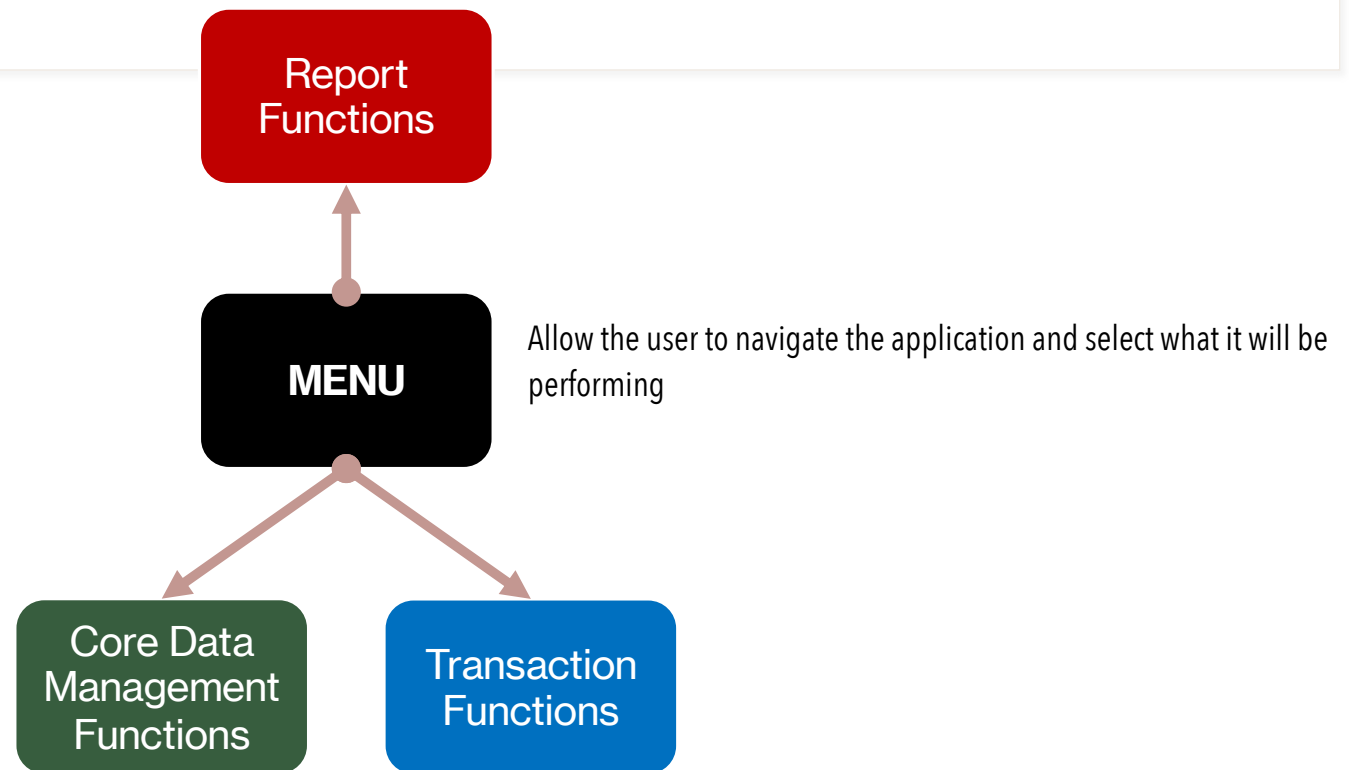 Report
Functions
MENU
Allow the user to navigate the application and select what it will be
performing
Core Data
Management
Functions
Transaction
Functions